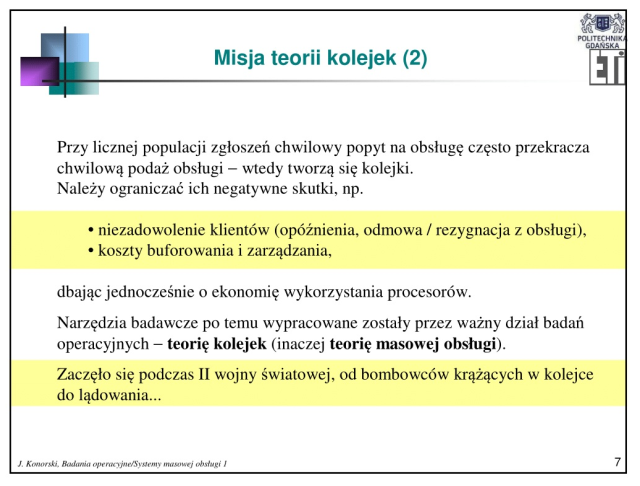 POLITECHNIKA
GDAŃSKA
ETI
Misja teorii kolejek (2)
Przy licznej populacji zgłoszeń chwilowy popyt na obsługę często przekracza
chwilową podaż obsługi – wtedy tworzą się kolejki.
Należy ograniczać ich negatywne skutki, np.
• niezadowolenie klientów (opóźnienia, odmowa / rezygnacja z obsługi),
• koszty buforowania i zarządzania,
dbając jednocześnie o ekonomię wykorzystania procesorów.
Narzędzia badawcze po temu wypracowane zostały przez ważny dział badań
operacyjnych – teorię kolejek (inaczej teorię masowej obsługi).
Zaczęło się podczas II wojny światowej, od bombowców krążących w kolejce
do lądowania...
J. Konorski, Badania operacyjne/Systemy masowej obsługi 1
7